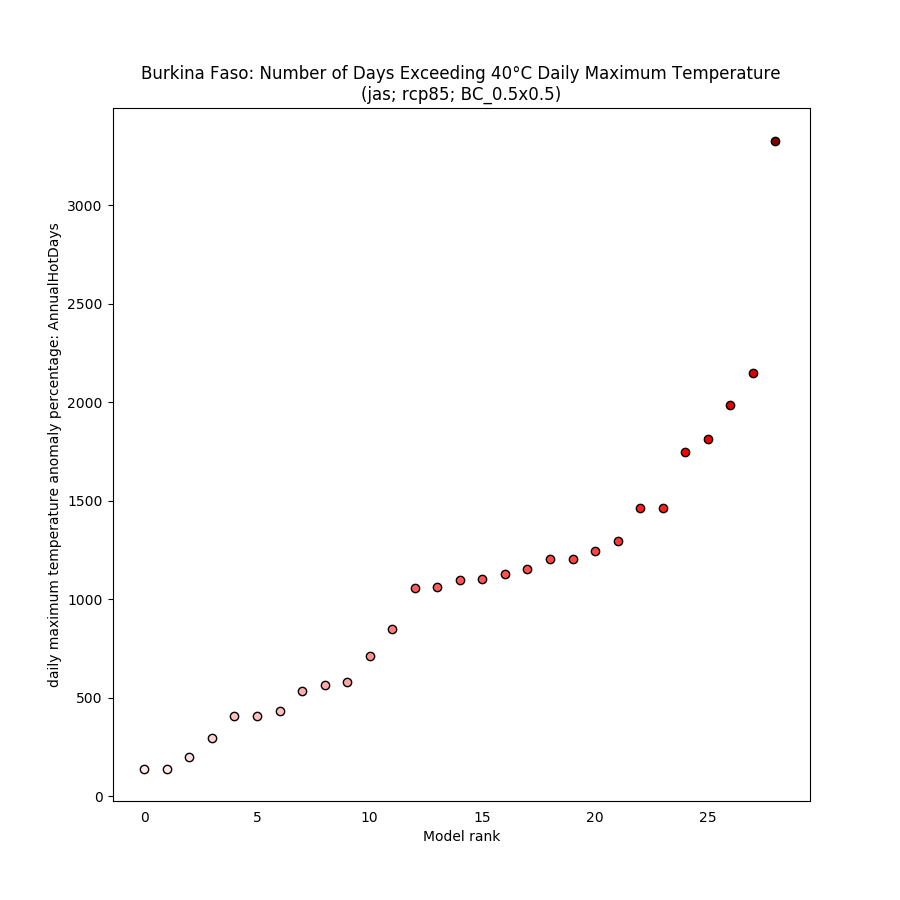 Burkina Faso: Number of Days Exceeding 40°C Daily Maximum Temperature
(jas; rcp85; BC_0.5x0.5)
daily maximum temperature anomaly percentage: AnnualHotDays
3000
2500
2000
1500
1000
500
0
0 5 10 15 20 25
Model rank